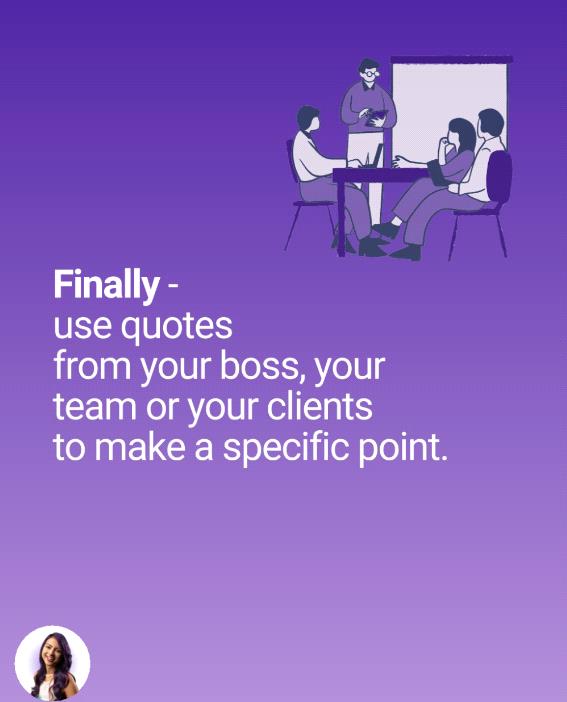 Finally -
use quotes
from your boss, your
team or your clients
to make a specific point.